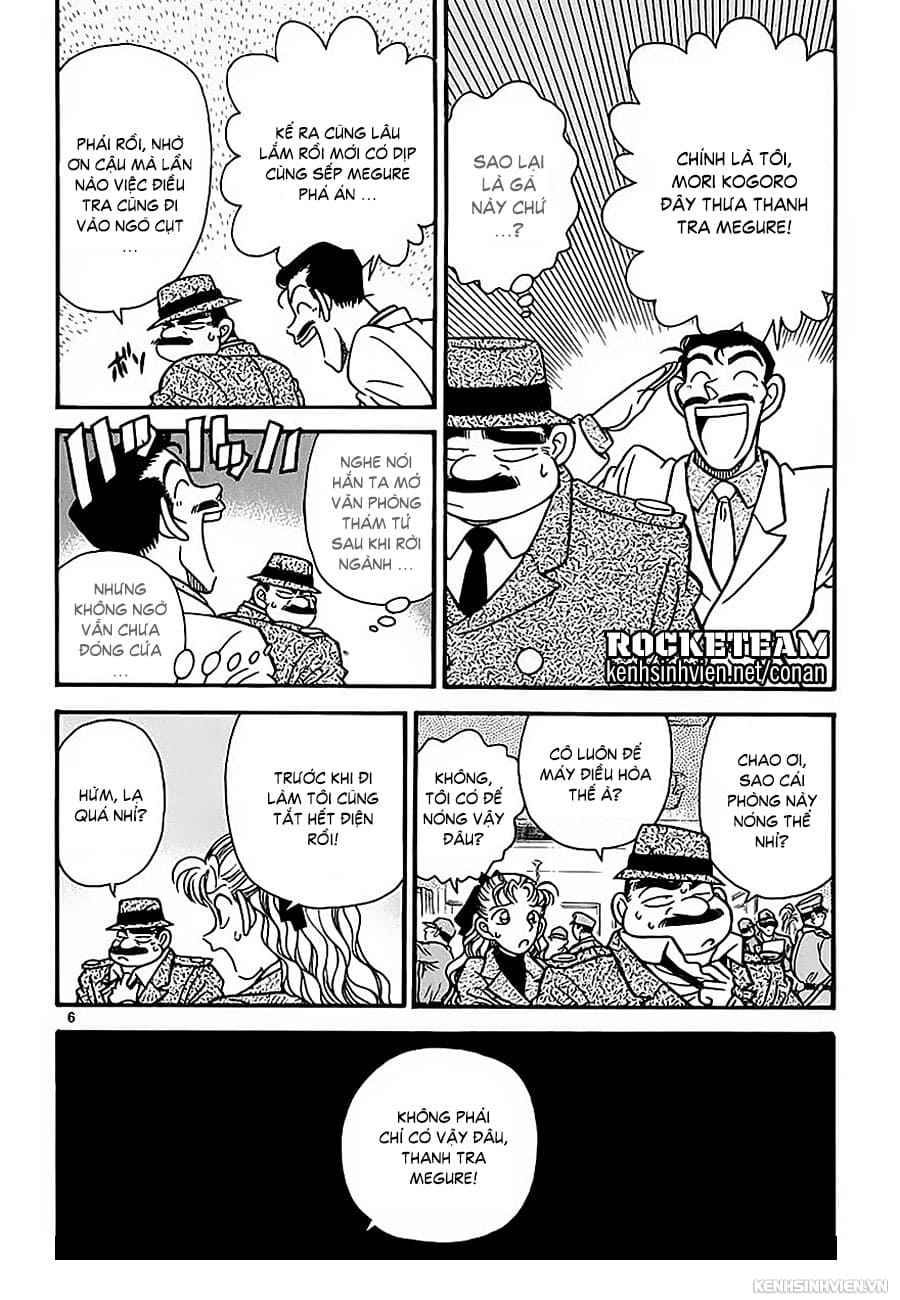 CHÍNH LÀ TÔI,
MORI KOGORO
ĐÂY THƯA THANH
TRA MEGURE!
SAO LẠI
LÀ GÃ
NÀY CHỨ
...?
KỂ RA CŨNG LÂU
LẮM RỒI MỚI CÓ DỊP
CÙNG SẾP MEGURE
PHÁ ÁN ...
PHẢI RỒI, NHỜ
ƠN CẬU MÀ LẦN
NÀO VIỆC ĐIỀU
TRA CŨNG ĐI
VÀO NGÕ CỤT
...
NGHE NÓI
HẮN TA MỞ
VĂN PHÒNG
THÁM TỬ
SAU KHI RỜI
NGÀNH ...
NHƯNG
KHÔNG NGỜ
VẪN CHƯA
ĐÓNG CỬA
...
ROCKETEAM
kenhsinhvien.net/conan
CHAO ƠI,
SAO CÁI
PHÒNG NÀY
NÓNG THẾ
NHỈ?
CÔ LUÔN ĐỂ
MÁY ĐIỀU HÒA
THẾ À?
KHÔNG,
TÔI CÓ ĐỂ
NÓNG VẬY
ĐÂU?
TRƯỚC KHI ĐI
LÀM TÔI CŨNG
TẮT HẾT ĐIỆN
RỒI!
HỪM, LẠ
QUÁ NHỈ?
6
KHÔNG PHẢI
CHỈ CÓ VẬY ĐÂU,
THANH TRA
MEGURE!
KENHSINHVIEN.VN